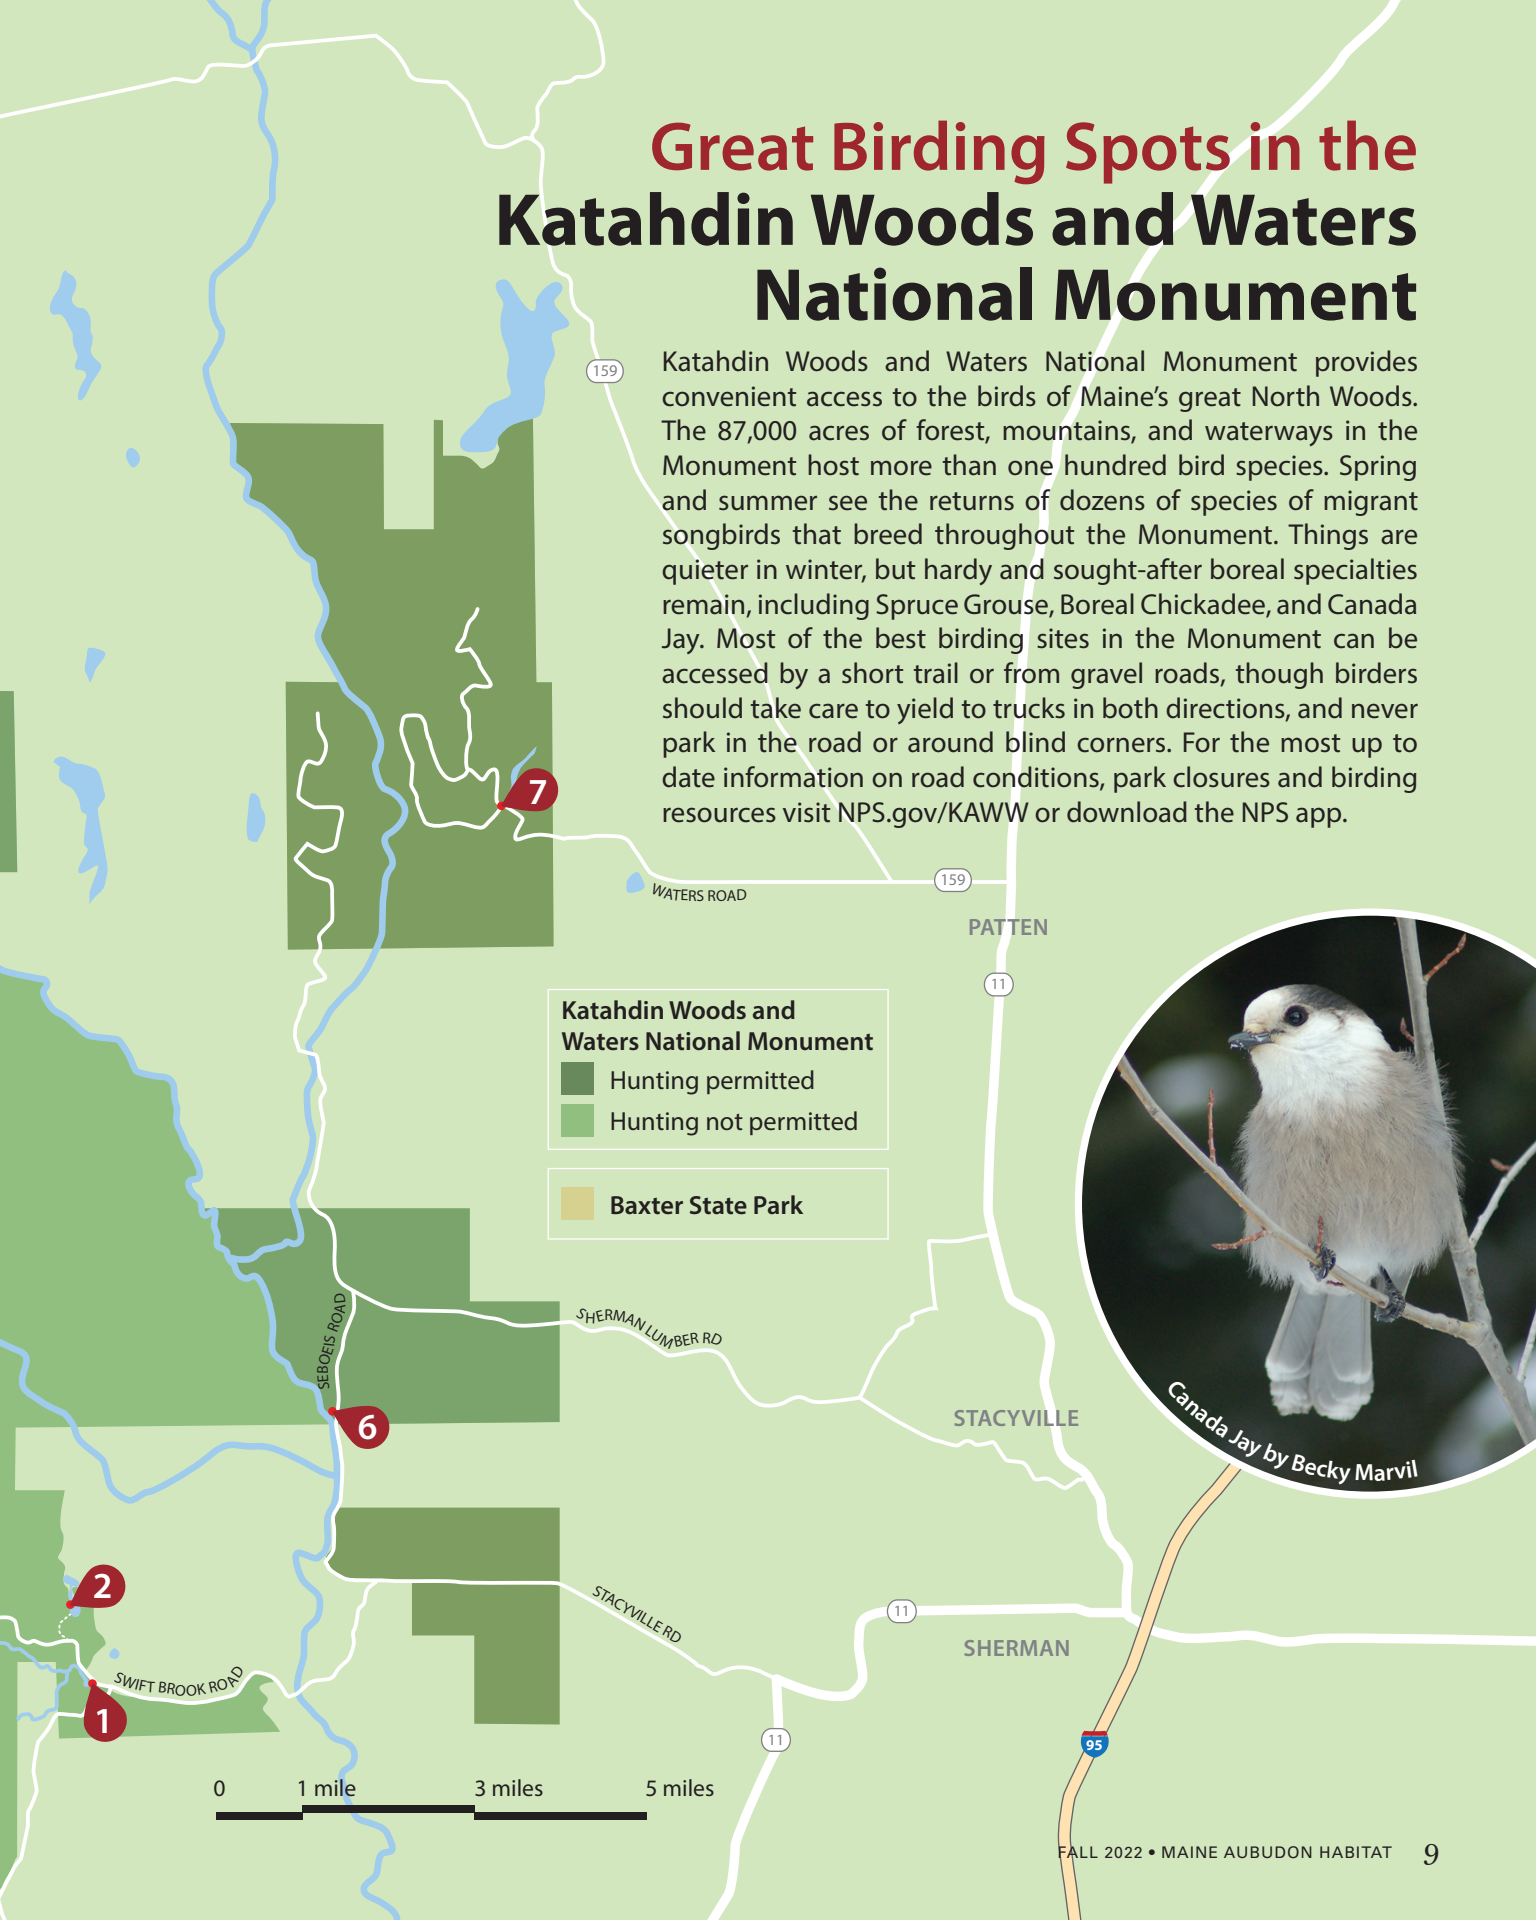 Great Birding Spots in the
Katahdin Woods and Waters
National Monument
Katahdin Woods and Waters National Monument provides
convenient access to the birds of Maine's great North Woods.
The 87,000 acres of forest, mountains, and waterways in the
Monument host more than one hundred bird species. Spring
and summer see the returns of dozens of species of migrant
songbirds that breed throughout the Monument. Things are
quieter in winter, but hardy and sought-after boreal specialties
remain, including Spruce Grouse, Boreal Chickadee, and Canada
Jay. Most of the best birding sites in the Monument can be
accessed by a short trail or from gravel roads, though birders
should take care to yield to trucks in both directions, and never
park in the road or around blind corners. For the most up to
date information on road conditions, park closures and birding
resources visit NPS.gov/KAWW or download the NPS app.
159
7
WATERS ROAD
159
PATTEN
11
Katahdin Woods and
Waters National Monument
Hunting permitted
Hunting not permitted
Baxter State Park
SEBOEIS ROAD
SHERMAN LUMBER RD
6
STACYVILLE
Canada Jay by Becky Marvil
2
STACYVILLE RD
11
SHERMAN
SWIFT BROOK ROAD
1
11
95
0 1 mile 3 miles 5 miles
FALL 2022 • MAINE AUBUDON HABITAT 9